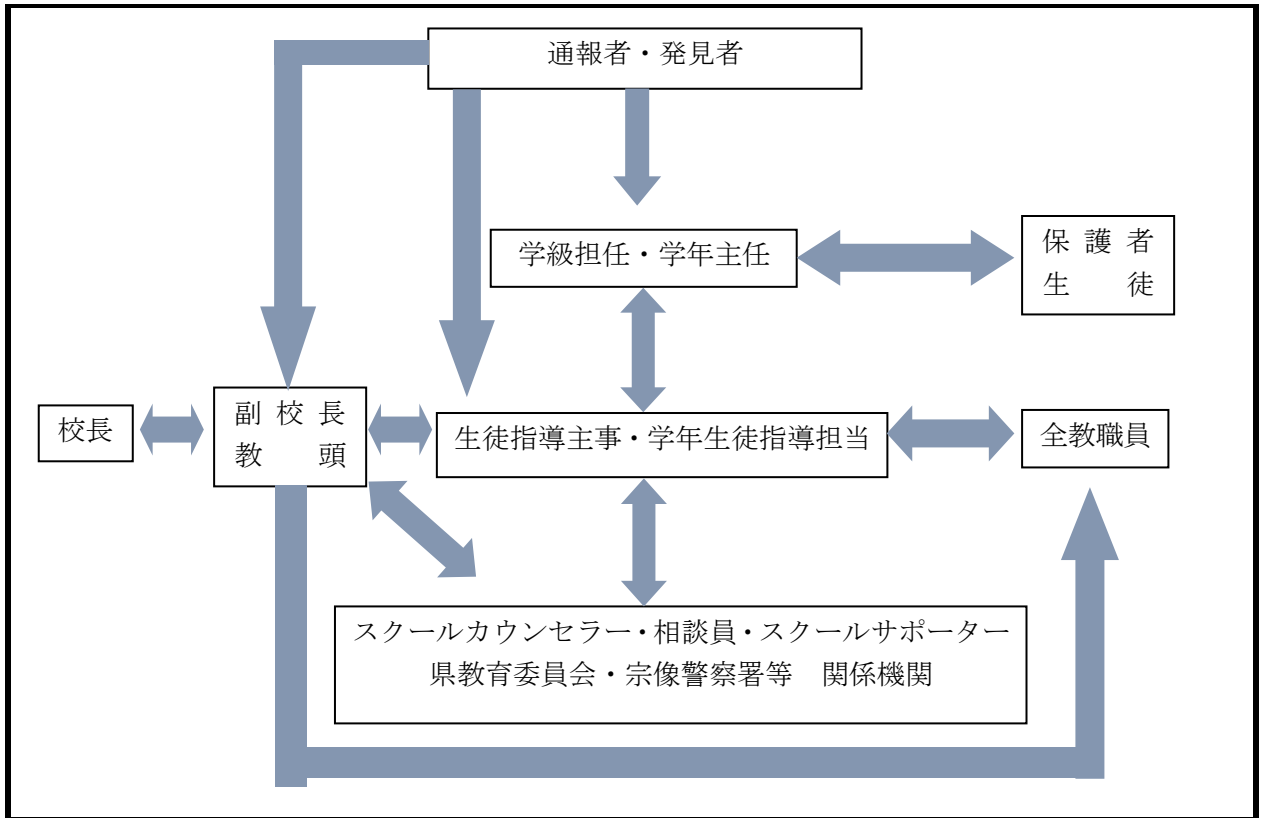 通報者・発見者
学級担任・学年主任
保護者
生　　徒
校長
副校長
教　　頭
生徒指導主事・学年生徒指導担当
全教職員
スクールカウンセラー・相談員・スクールサポーター
県教育委員会・宗像警察署等　関係機関